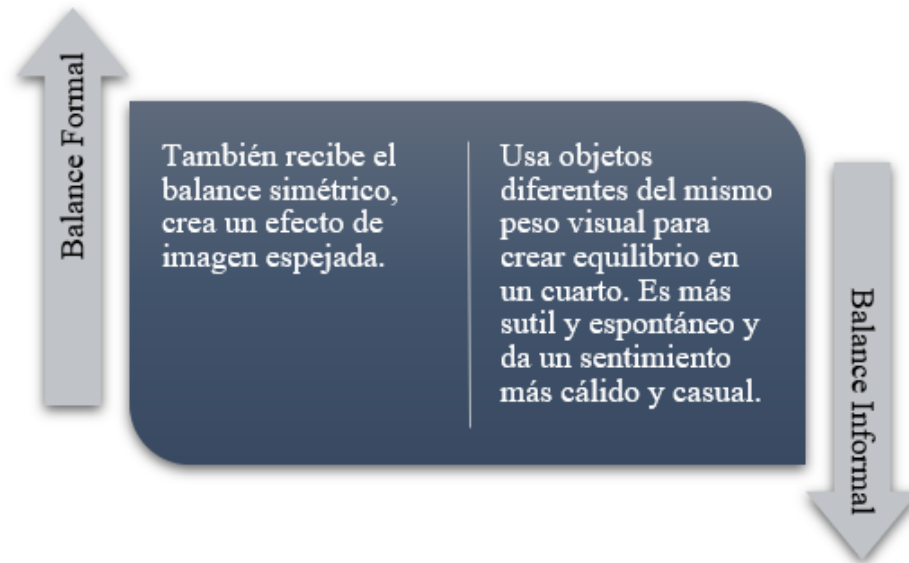 Balance Formal
También recibe el
balance simétrico,
crea un efecto de
imagen espejada.
Usa objetos
diferentes del mismo
peso visual para
crear equilibrio en
un cuarto. Es más
sutil y espontáneo y
da un sentimiento
más cálido y casual.
Balance Informal